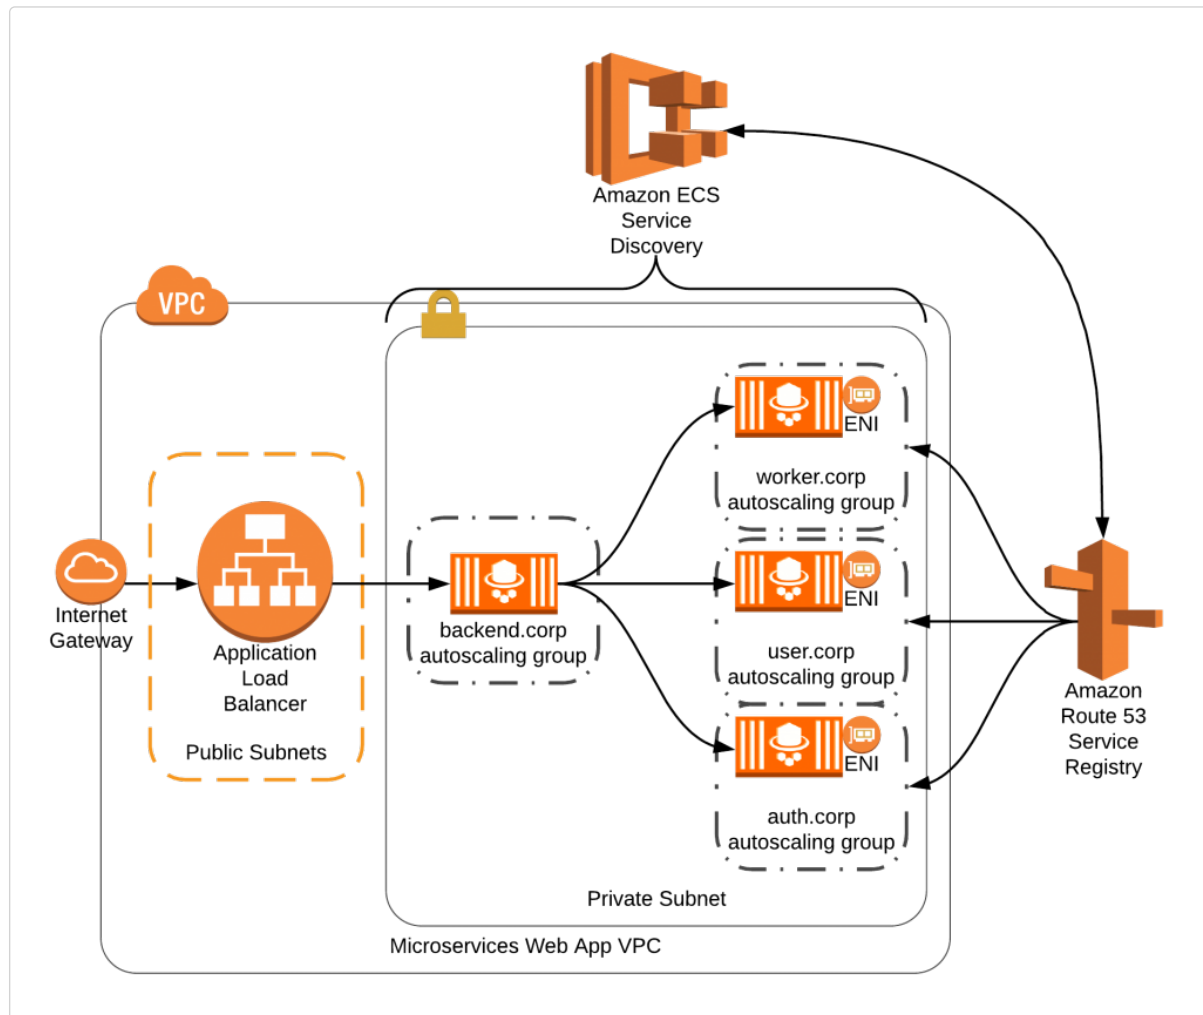 Amazon ECS
Service
Discovery
VPC
ENI
worker.corp
autoscaling group
Internet
Gateway
Application
Load
Balancer
Public Subnets
backend.corp
autoscaling group
ENI
user.corp
autoscaling group
ENI
auth.corp
autoscaling group
Amazon
Route 53
Service
Registry
Private Subnet
Microservices Web App VPC